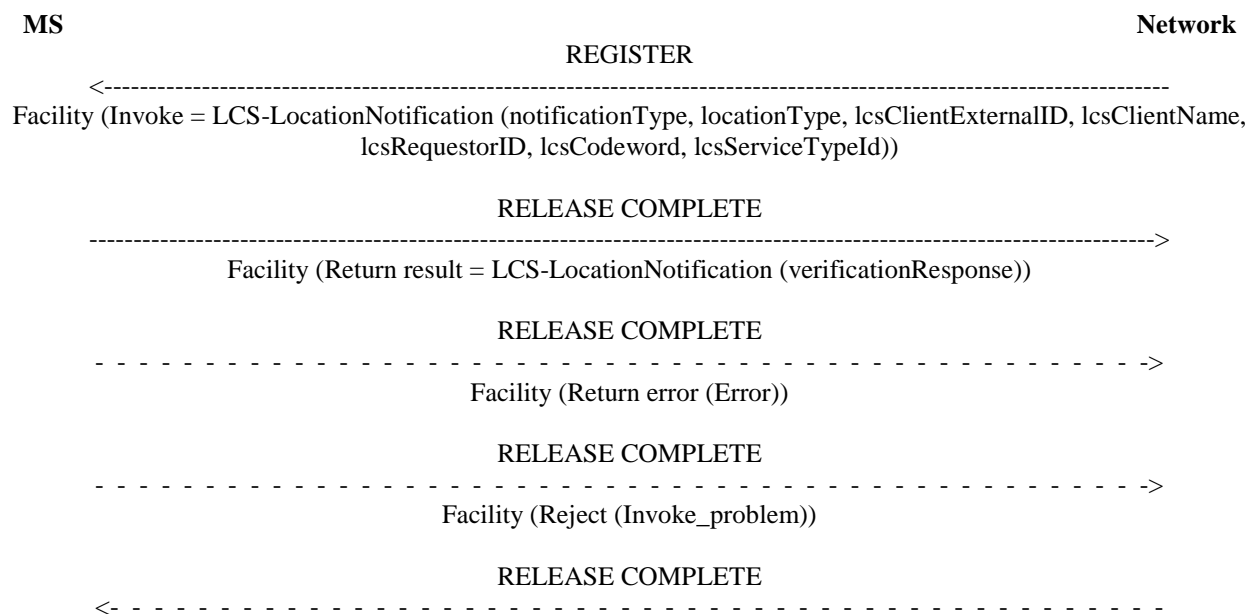 MS Network
REGISTER
<------------------------------------------------------------------------------------------------------------------------
Facility (Invoke = LCS-LocationNotification (notificationType, locationType, lcsClientExternalID, lcsClientName,
lcsRequestorID, lcsCodeword, lcsServiceTypeId))
RELEASE COMPLETE
------------------------------------------------------------------------------------------------------------------------>
Facility (Return result = LCS-LocationNotification (verificationResponse))
RELEASE COMPLETE
- - - - - - - - - - - - - - - - - - - - - - - - - - - - - - - - - - - - - - - - - - - - - - ->
Facility (Return error (Error))
RELEASE COMPLETE
- - - - - - - - - - - - - - - - - - - - - - - - - - - - - - - - - - - - - - - - - - - - - - ->
Facility (Reject (Invoke_problem))
RELEASE COMPLETE
<- - - - - - - - - - - - - - - - - - - - - - - - - - - - - - - - - - - - - - - - - - - - - - -